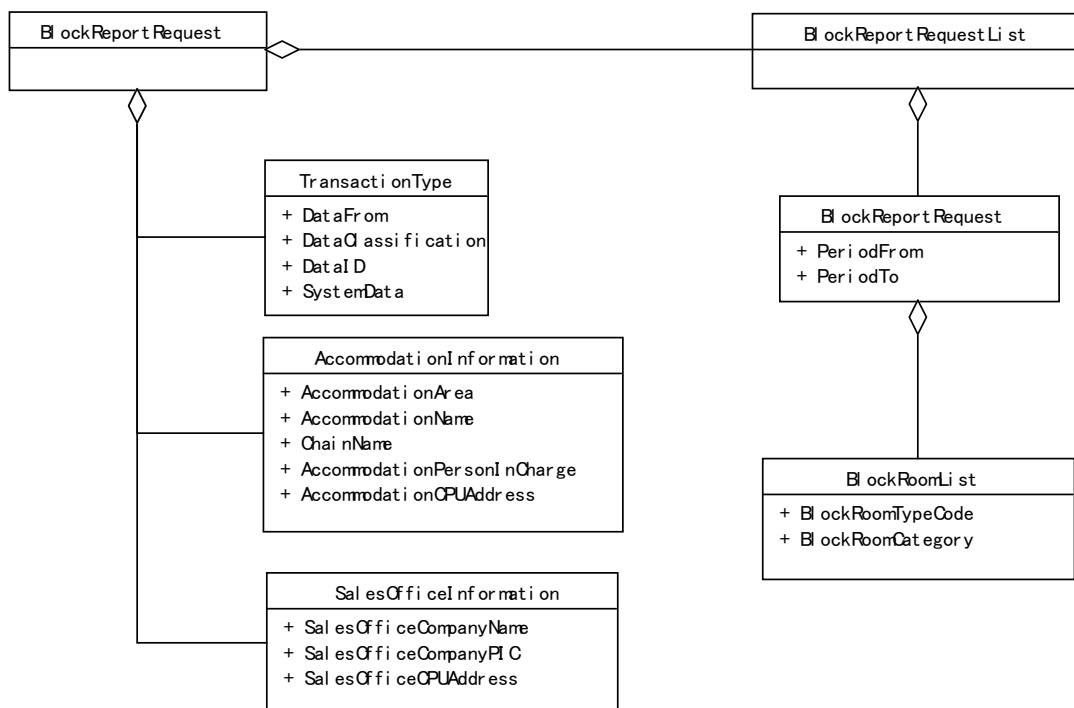 BlockReportRequest
BlockReportRequestList
TransactionType
+ DataFrom
+ DataClassification
+ DataID
+ SystemData
BlockReportRequest
+ PeriodFrom
+ PeriodTo
AccommodationInformation
+ AccommodationArea
+ AccommodationName
+ ChainName
+ AccommodationPersonInCharge
+ AccommodationCPUAddress
BlockRoomList
+ BlockRoomTypeCode
+ BlockRoomCategory
SalesOfficeInformation
+ SalesOfficeCompanyName
+ SalesOfficeCompanyPIC
+ SalesOfficeCPUAddress